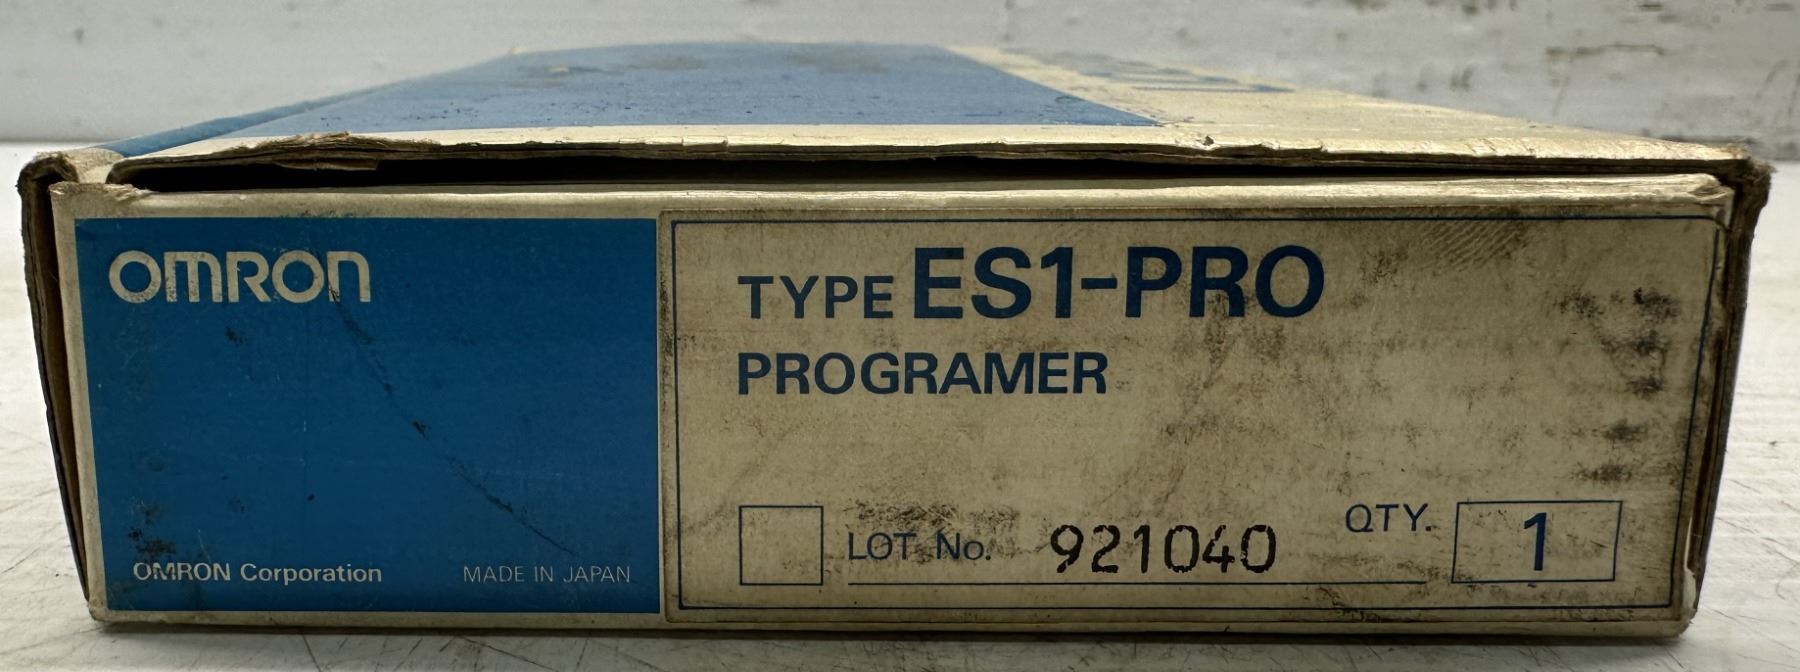 OMRON
OMRON Corporation
MADE IN JAPAN
TYPE ES1-PRO
PROGRAMER
LOT No. 921040
QTY. 1